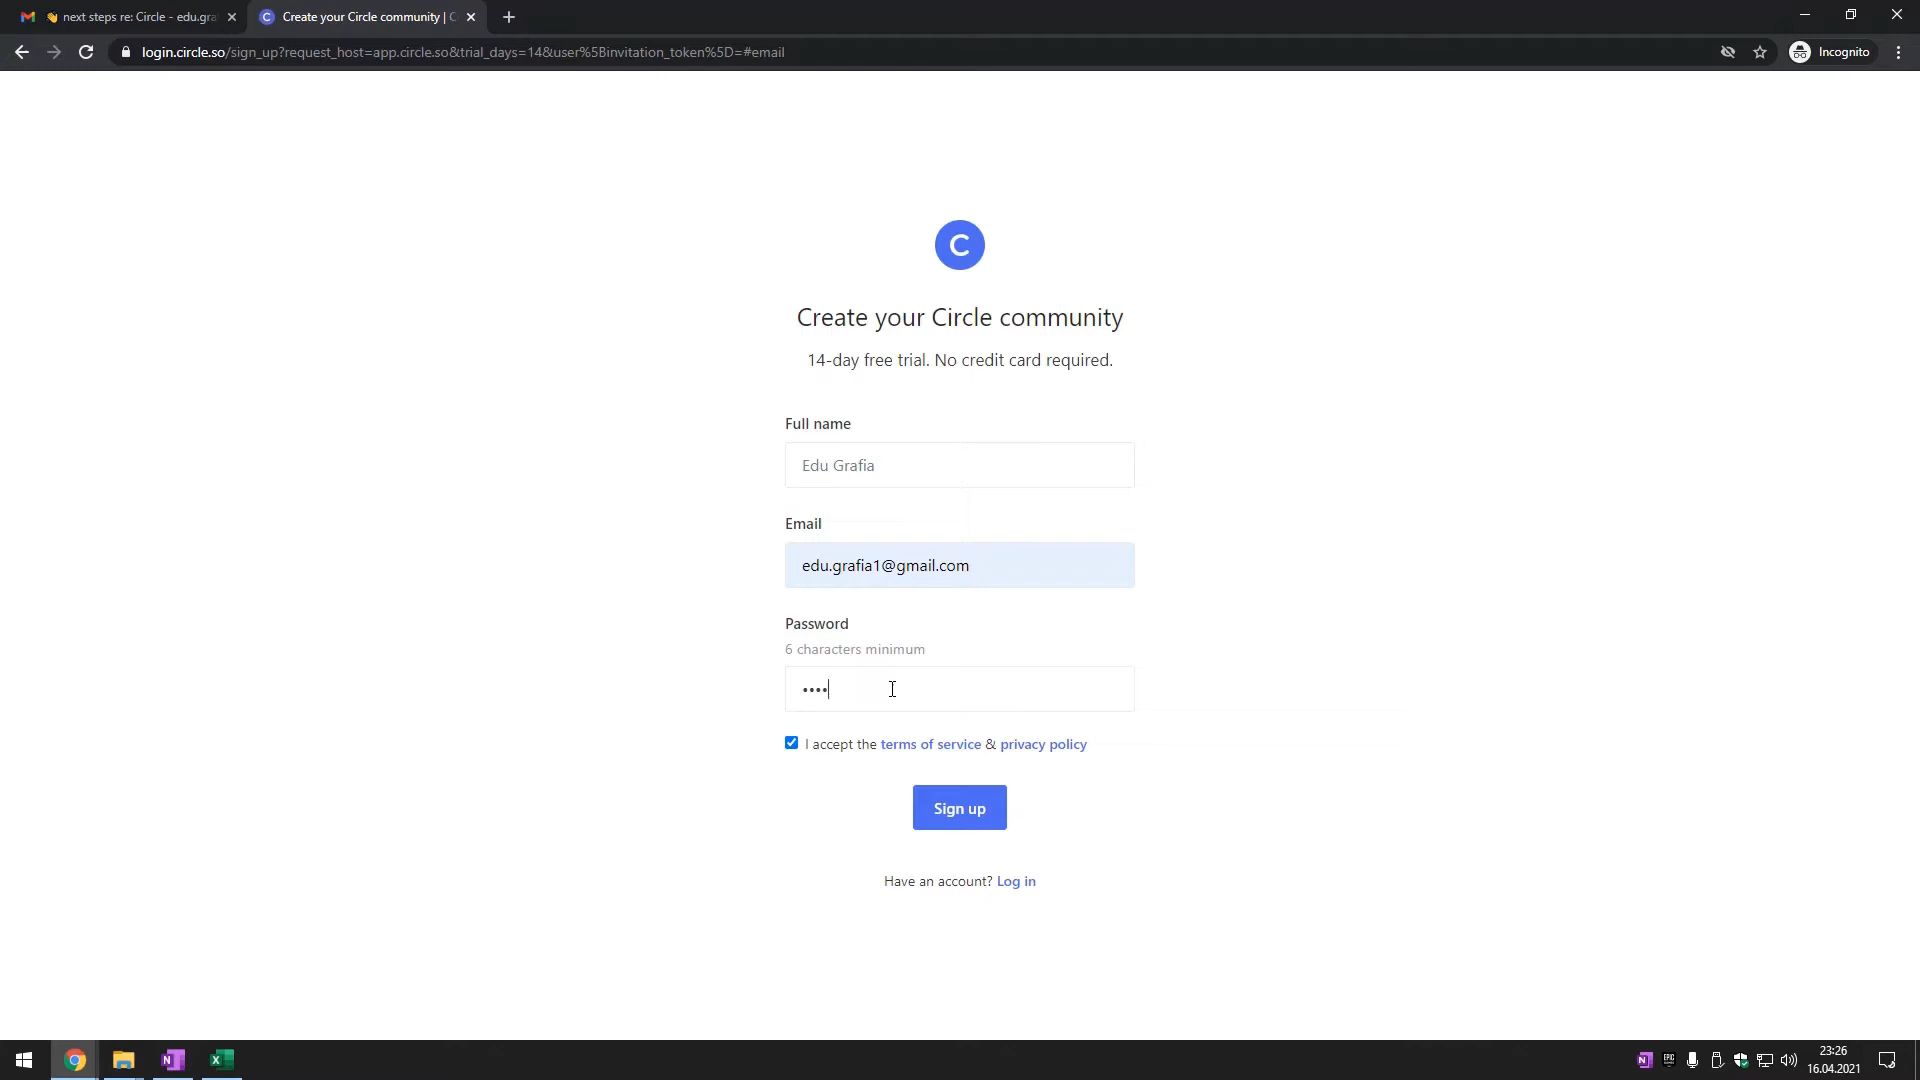 👋 next steps re: Circle - edu.gra
Create your Circle community | C
login.circle.so/sign_up?request_host=app.circle.so&trial_days=14&user%5Binvitation_token%5D=#email
Incognito
C
Create your Circle community
14-day free trial. No credit card required.
Full name
Edu Grafia
Email
edu.grafia1@gmail.com
Password
6 characters minimum
••••
I accept the terms of service & privacy policy
Sign up
Have an account? Log in
23:26
16.04.2021